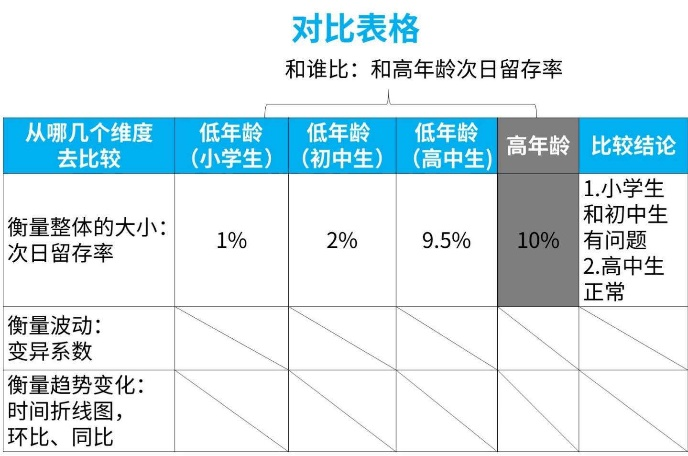 对比表格
和谁比：和高年龄次日留存率
从哪几个维度
去比较
低年龄
（小学生）
低年龄
（初中生）
低年龄
（高中生)
高年龄
比较结论
衡量整体的大小：
次日留存率
1%
2%
9.5%
10%
1.小学生
和初中生
有问题
2.高中生
正常
衡量波动：
变异系数
衡量趋势变化：
时间折线图，
环比、同比